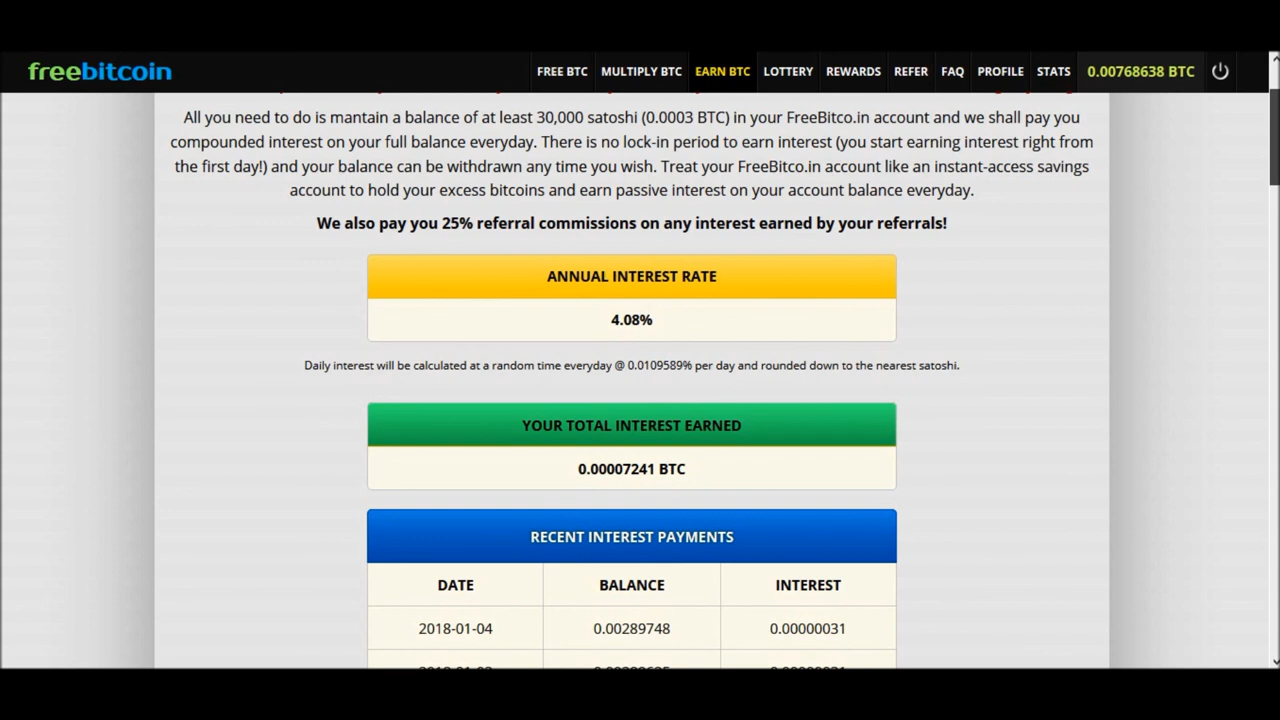 freebitcoin FREE BTC MULTIPLY BTC EARN BTC LOTTERY REWARDS REFER FAQ PROFILE STATS 0.00768638 BTC
All you need to do is mantain a balance of at least 30,000 satoshi (0.0003 BTC) in your FreeBitco.in account and we shall pay you
compounded interest on your full balance everyday. There is no lock-in period to earn interest (you start earning interest right from
the first day!) and your balance can be withdrawn any time you wish. Treat your FreeBitco.in account like an instant-access savings
account to hold your excess bitcoins and earn passive interest on your account balance everyday.
We also pay you 25% referral commissions on any interest earned by your referrals!
ANNUAL INTEREST RATE
4.08%
Daily interest will be calculated at a random time everyday @ 0.0109589% per day and rounded down to the nearest satoshi.
YOUR TOTAL INTEREST EARNED
0.00007241 BTC
RECENT INTEREST PAYMENTS
DATE BALANCE INTEREST
2018-01-04 0.00289748 0.00000031